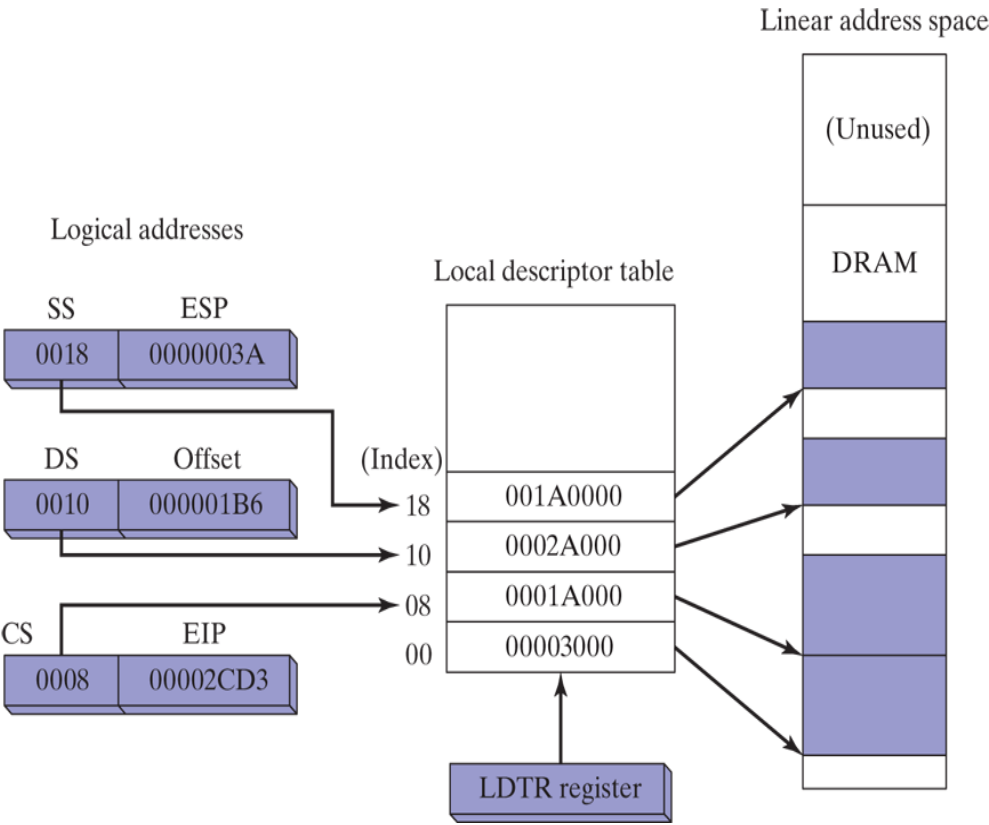 Linear address space
(Unused)
DRAM
Logical addresses
SS ESP
0018 0000003A
DS Offset
0010 000001B6
CS EIP
0008 00002CD3
Local descriptor table
(Index)
18 001A0000
10 0002A000
08 0001A000
00 00003000
LDTR register